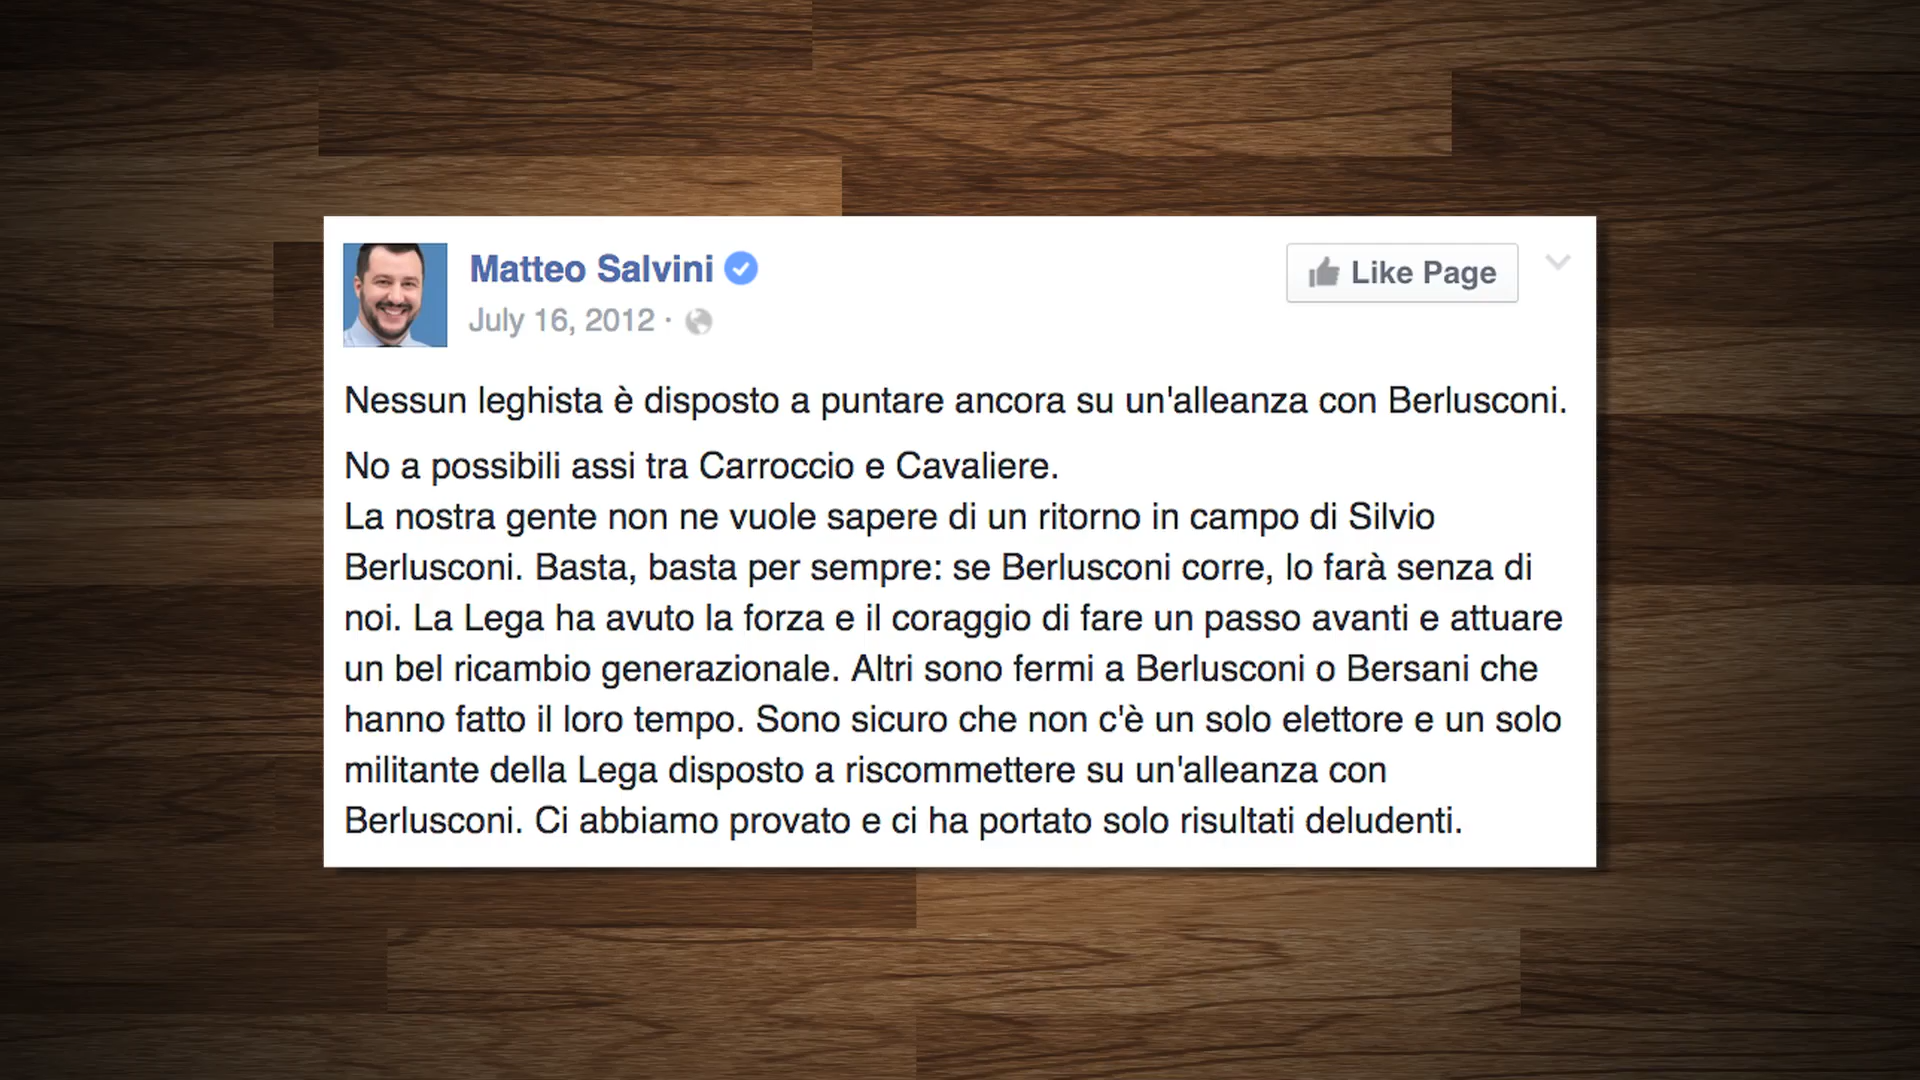 Matteo Salvini
Like Page
July 16, 2012 ·
Nessun leghista è disposto a puntare ancora su un'alleanza con Berlusconi.
No a possibili assi tra Carroccio e Cavaliere.
La nostra gente non ne vuole sapere di un ritorno in campo di Silvio
Berlusconi. Basta, basta per sempre: se Berlusconi corre, lo farà senza di
noi. La Lega ha avuto la forza e il coraggio di fare un passo avanti e attuare
un bel ricambio generazionale. Altri sono fermi a Berlusconi o Bersani che
hanno fatto il loro tempo. Sono sicuro che non c'è un solo elettore e un solo
militante della Lega disposto a riscommettere su un'alleanza con
Berlusconi. Ci abbiamo provato e ci ha portato solo risultati deludenti.